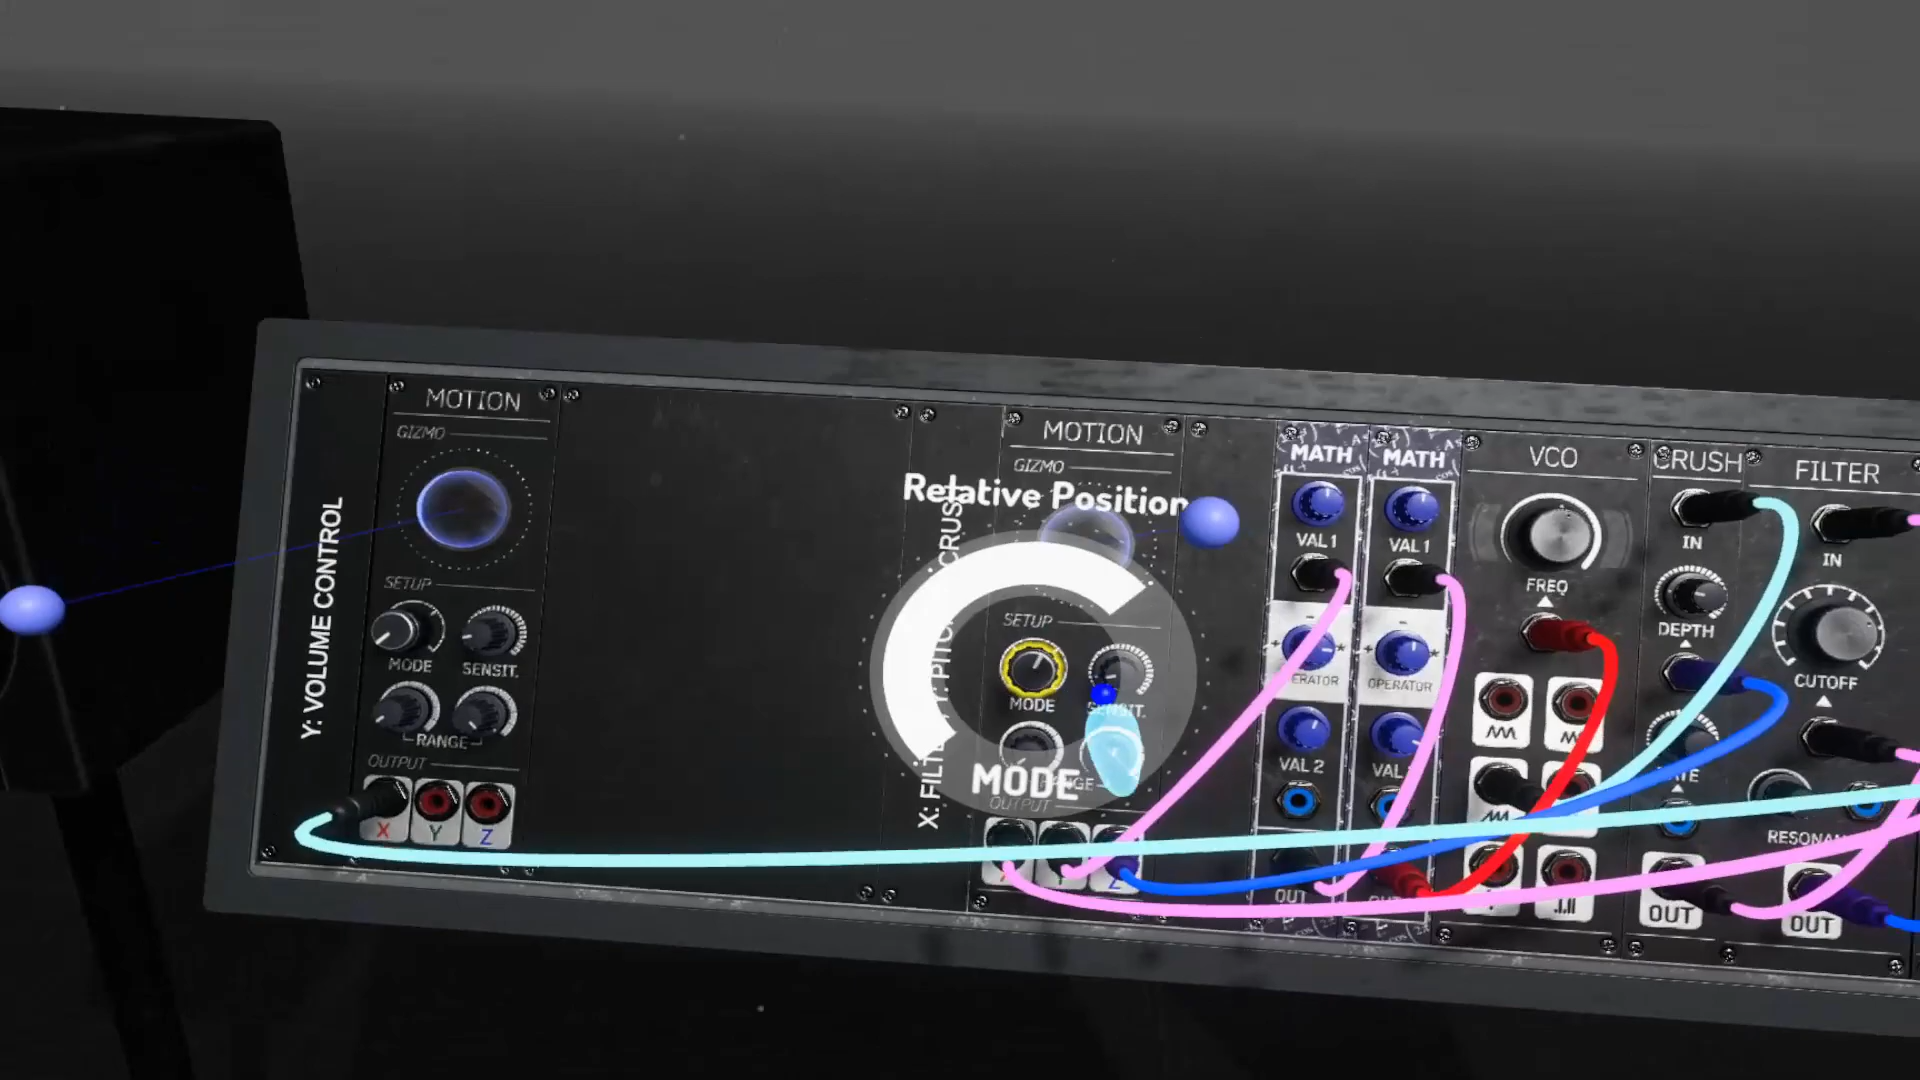 Y: VOLUME CONTROL
MOTION
GIZMO
SETUP
MODE
SENSIT.
RANGE
OUTPUT
X
Y
Z
MOTION
GIZMO
Relative Position
SETUP
MODE
SENSIT.
MODE
OUTPUT
Z
MATH
VAL 1
VAL 2
OUT
MATH
VAL 1
OPERATOR
VCO
FREQ
CRUSH
IN
DEPTH
OUT
FILTER
IN
CUTOFF
OUT